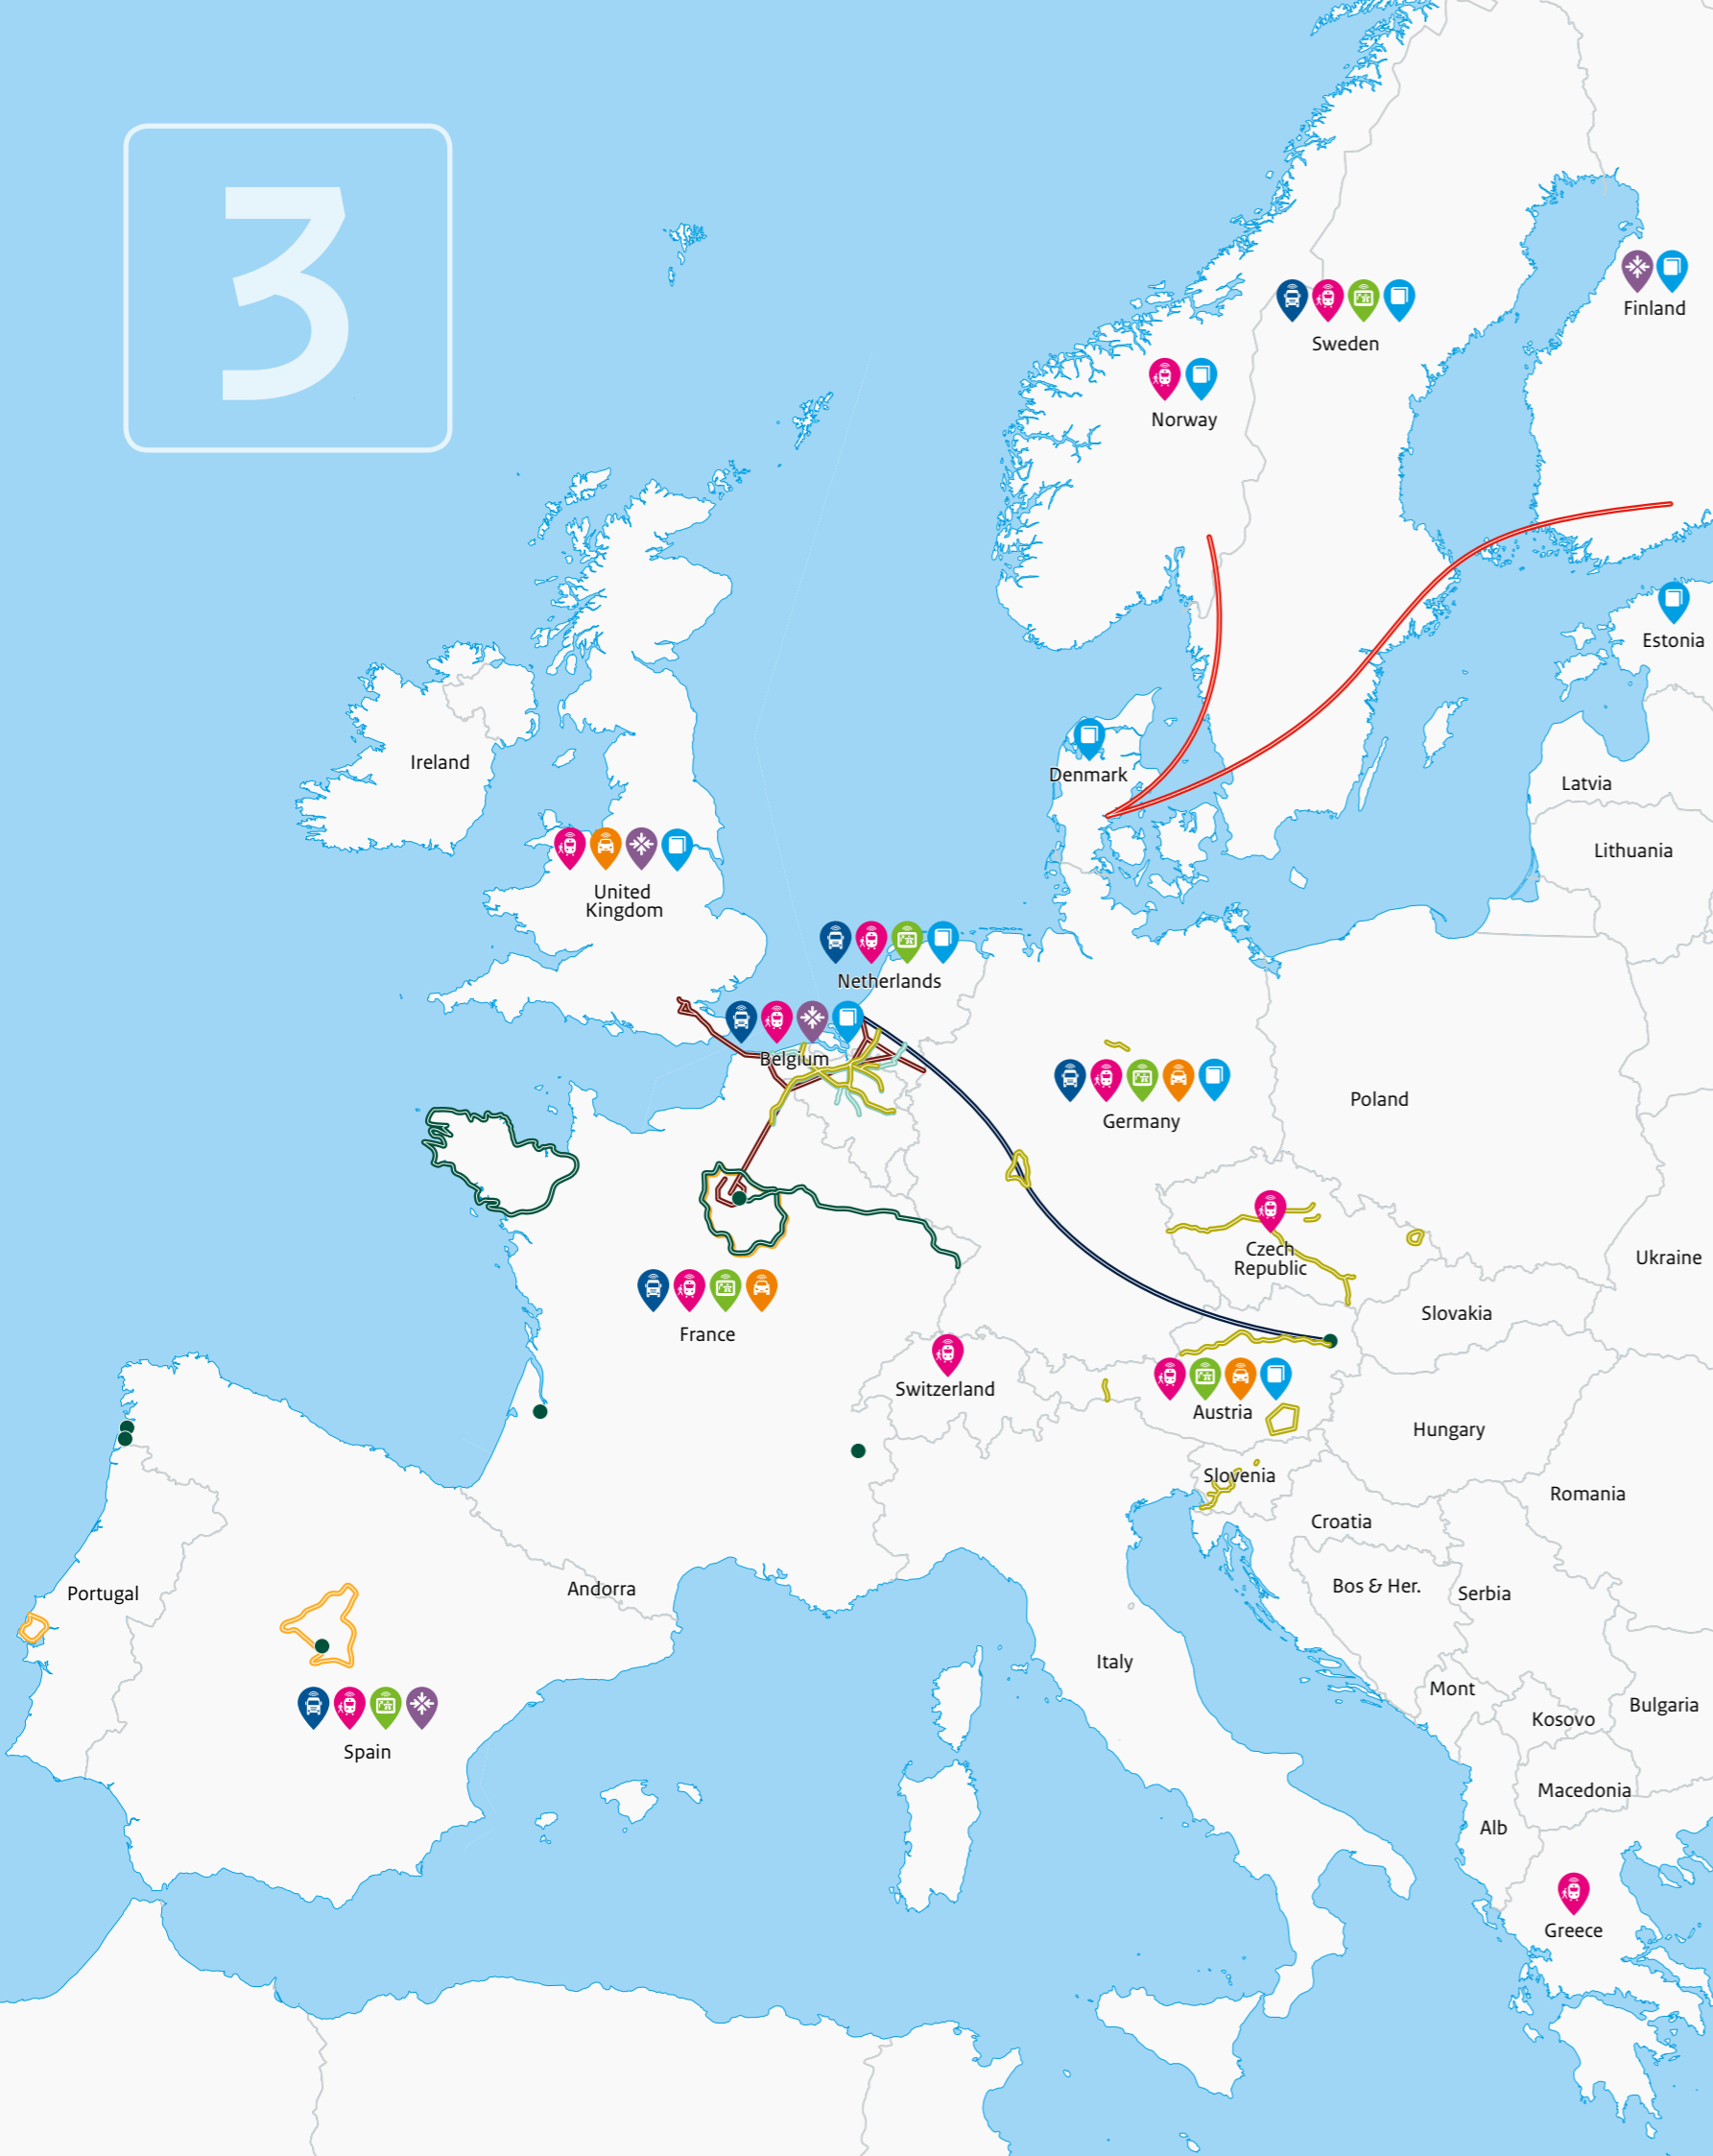 3
Finland
Sweden
Norway
Estonia
Ireland
Denmark
Latvia
Lithuania
United
Kingdom
Netherlands
Belgium
Germany
Poland
Czech
Republic
Ukraine
Slovakia
France
Switzerland
Austria
Hungary
Slovenia
Romania
Croatia
Portugal
Andorra
Bos & Her.
Serbia
Italy
Mont
Kosovo
Bulgaria
Spain
Macedonia
Alb
Greece